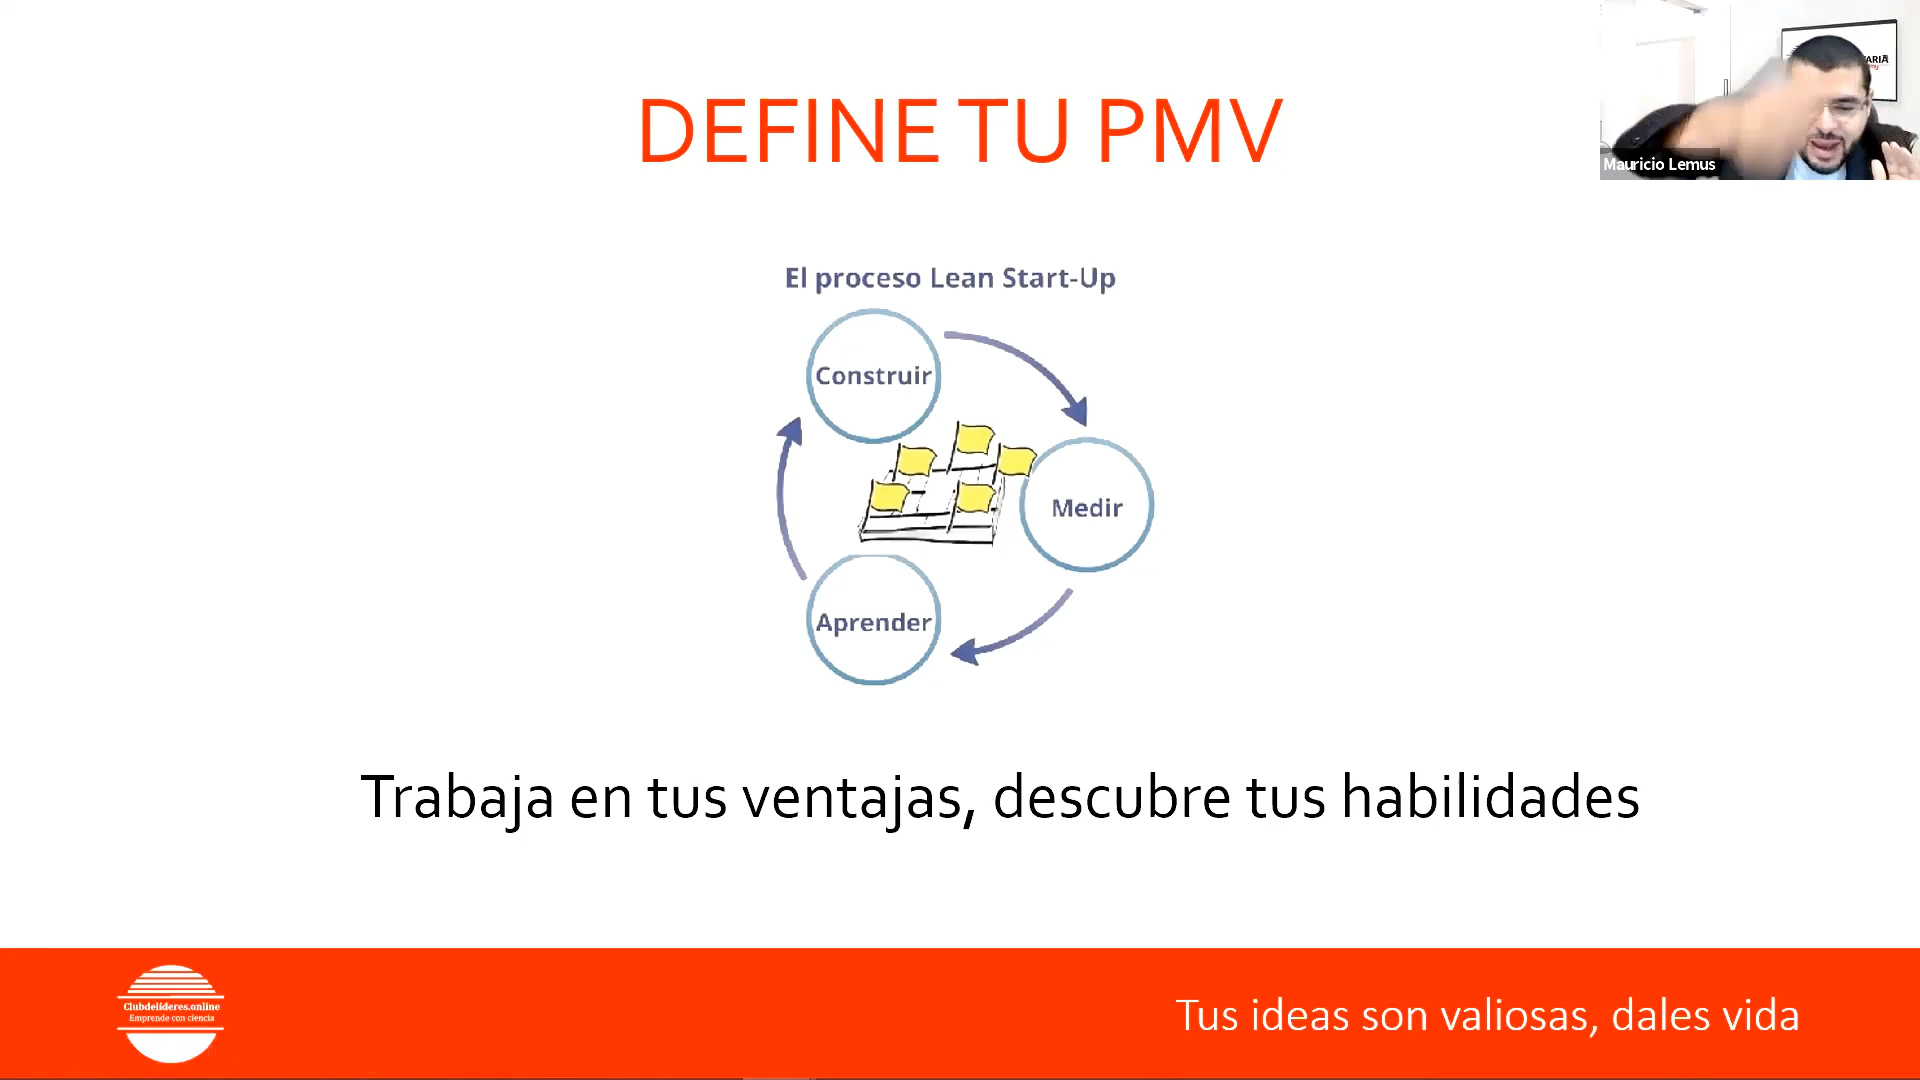 DEFINE TU PMV
Mauricio Lemus
El proceso Lean Start-Up
Construir
Medir
Aprender
Trabaja en tus ventajas, descubre tus habilidades
Clubdelideres.online
Emprende con ciencia
Tus ideas son valiosas, dales vida